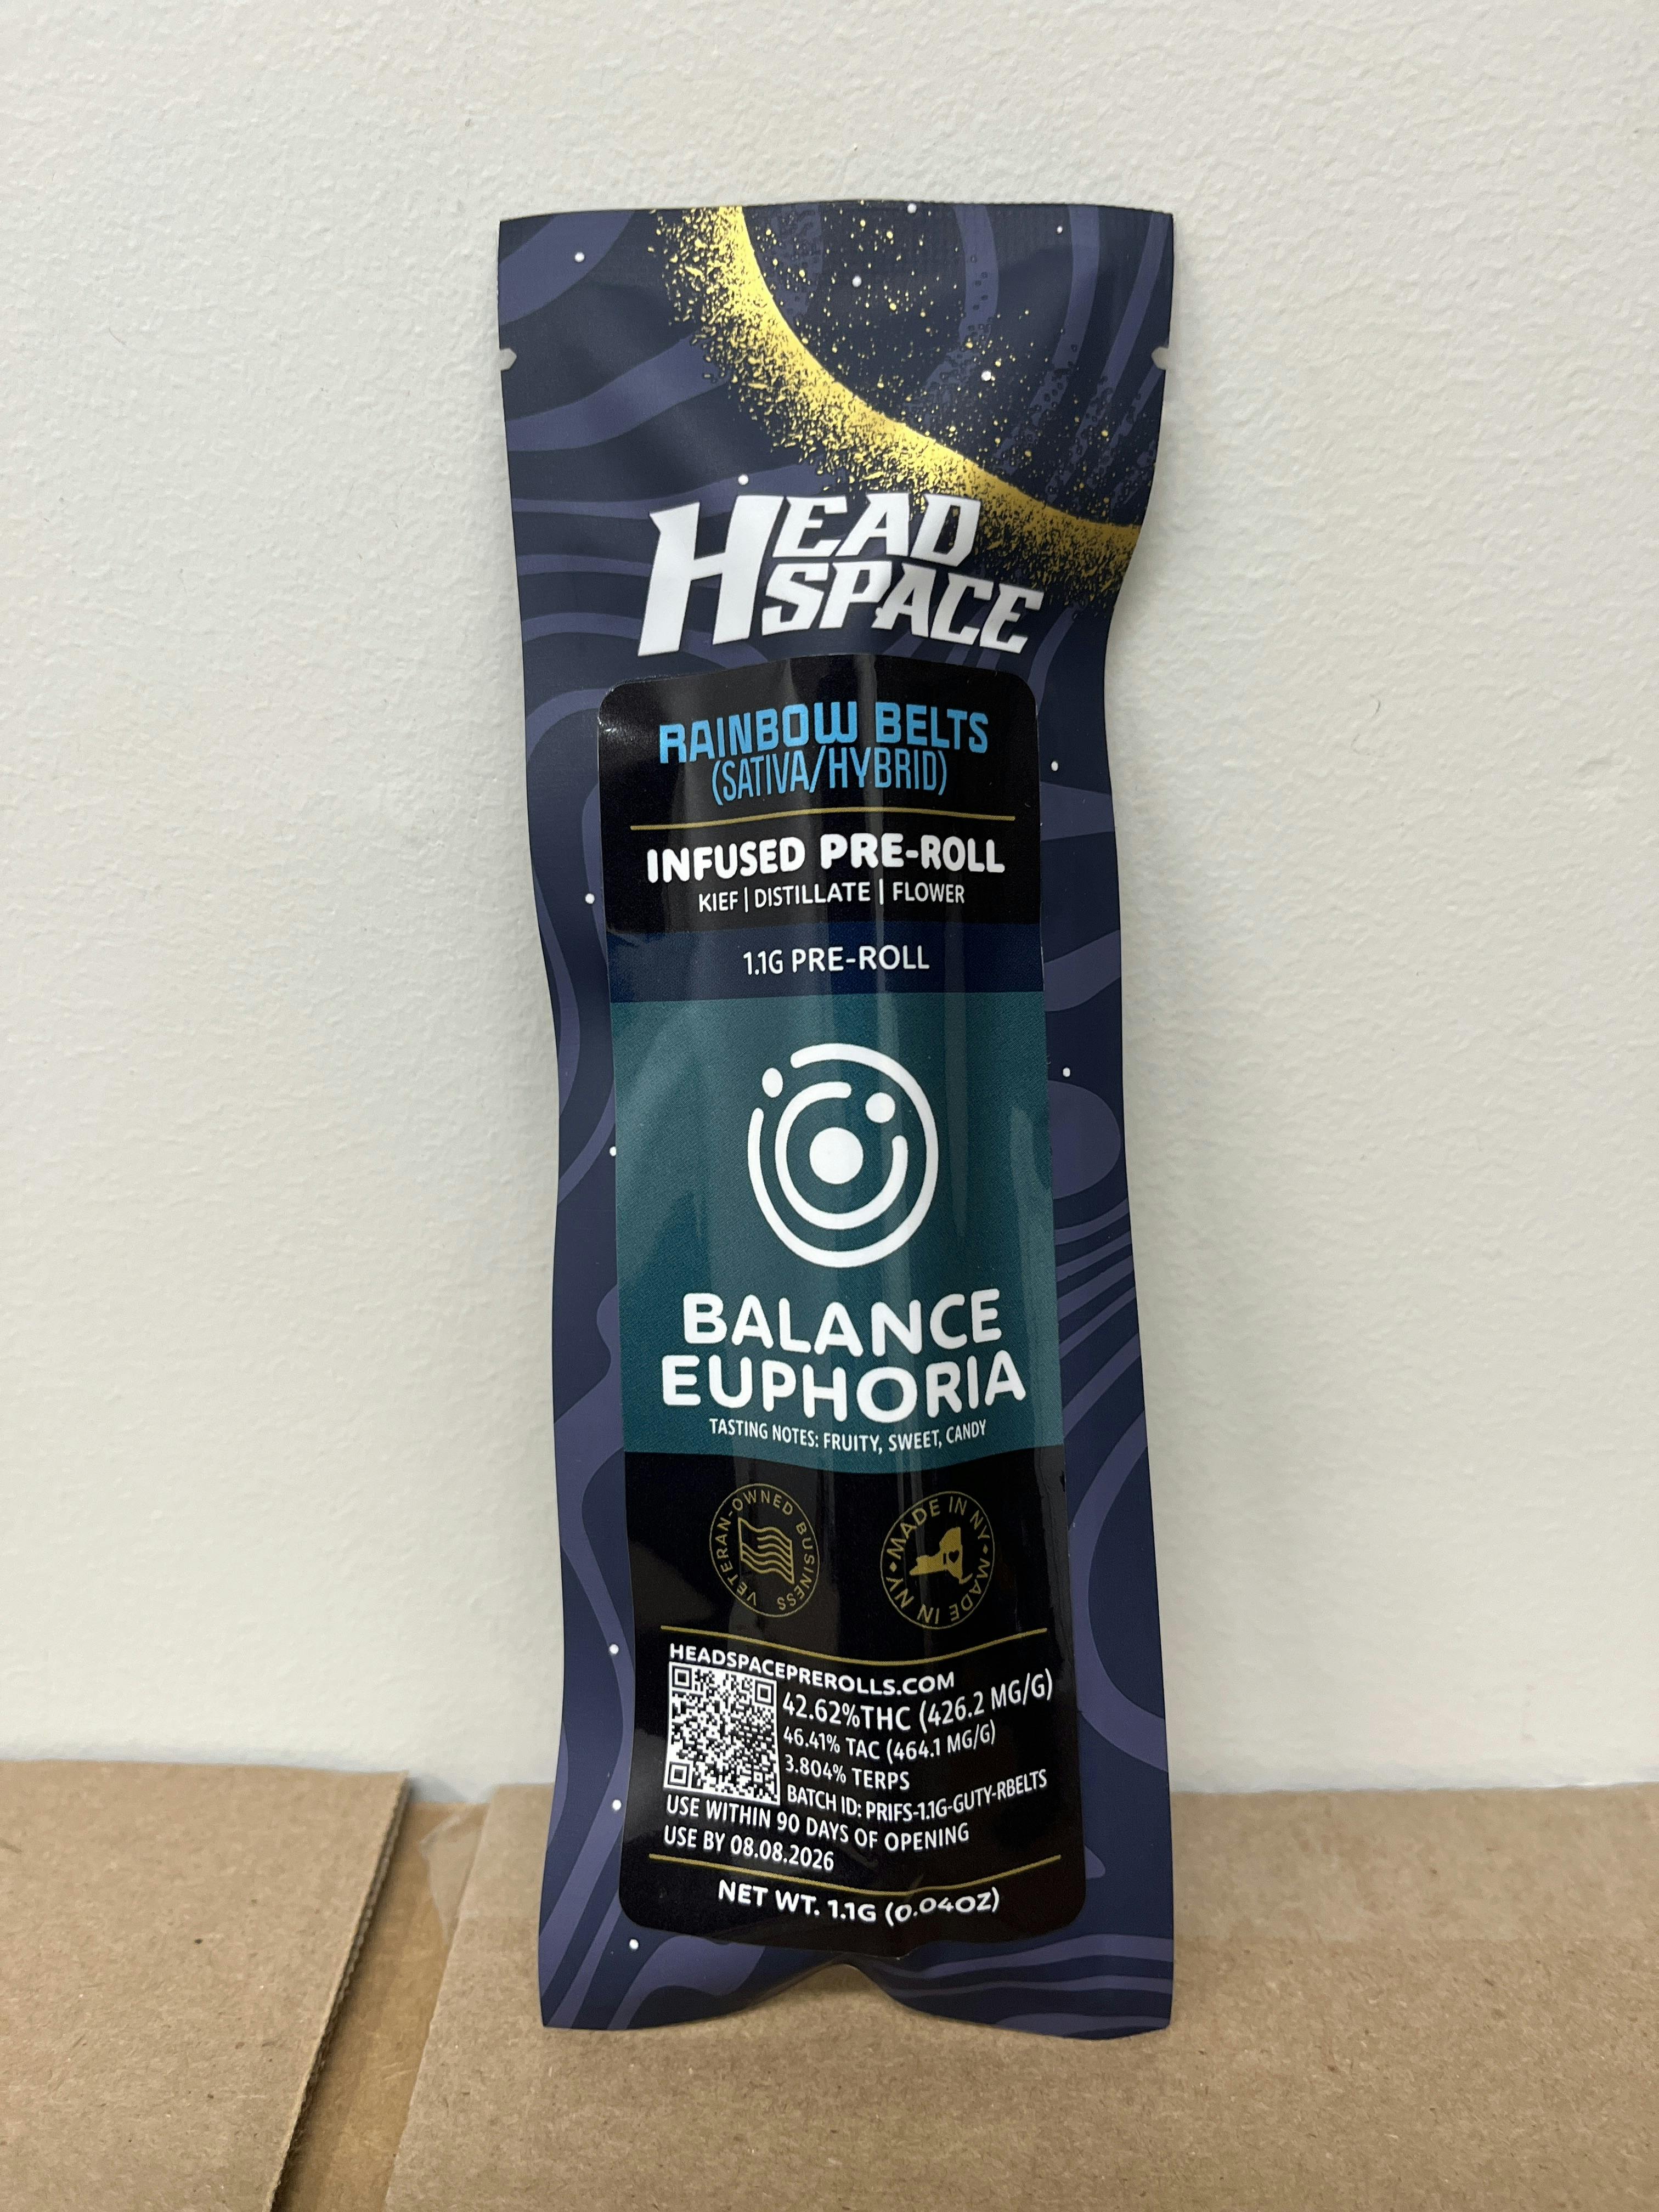 HEAD
SPACE
RAINBOW BELTS
(SATIVA/HYBRID)
INFUSED PRE-ROLL
KIEF | DISTILLATE | FLOWER
1.1G PRE-ROLL
BALANCE
EUPHORIA
TASTING NOTES: FRUITY, SWEET, CANDY
VETERAN-OWNED BUSINESS
MADE IN NY • MADE IN NY •
HEADSPACEPREROLLS.COM
42.62%THC (426.2 MG/G)
46.41% TAC (464.1 MG/G)
3.804% TERPS
BATCH ID: PRIFS-1.1G-GUTY-RBELTS
USE WITHIN 90 DAYS OF OPENING
USE BY 08.08.2026
NET WT. 1.1G (0.04OZ)